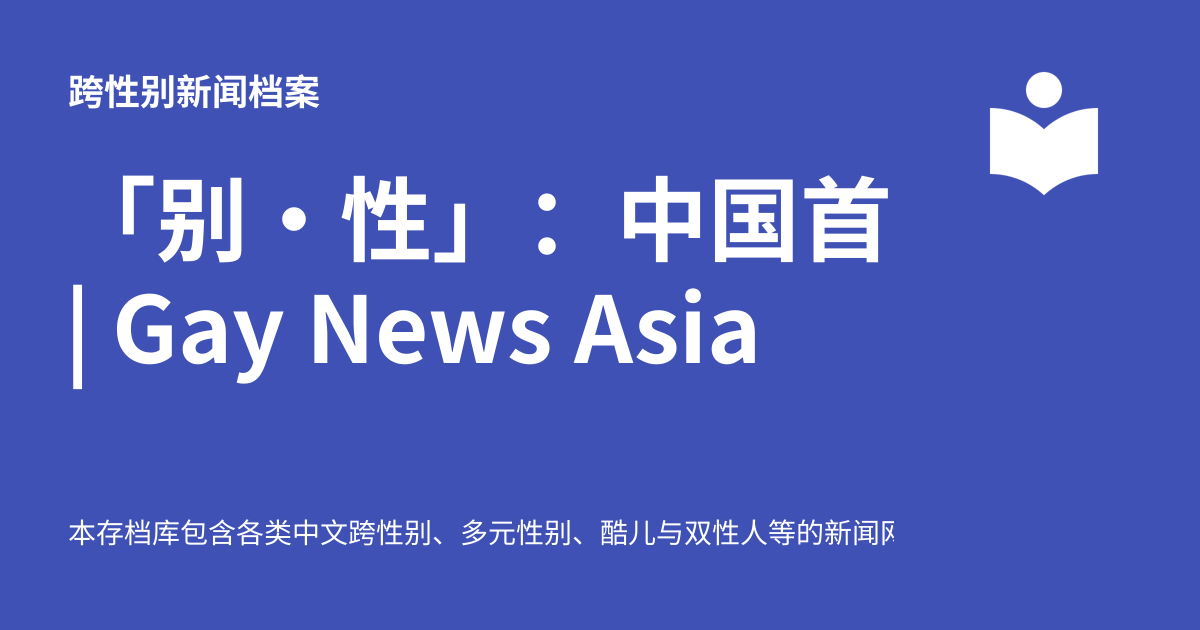 跨性别新闻档案
「别・性」：中国首
| Gay News Asia
本存档库包含各类中文跨性别、多元性别、酷儿与双性人等的新闻